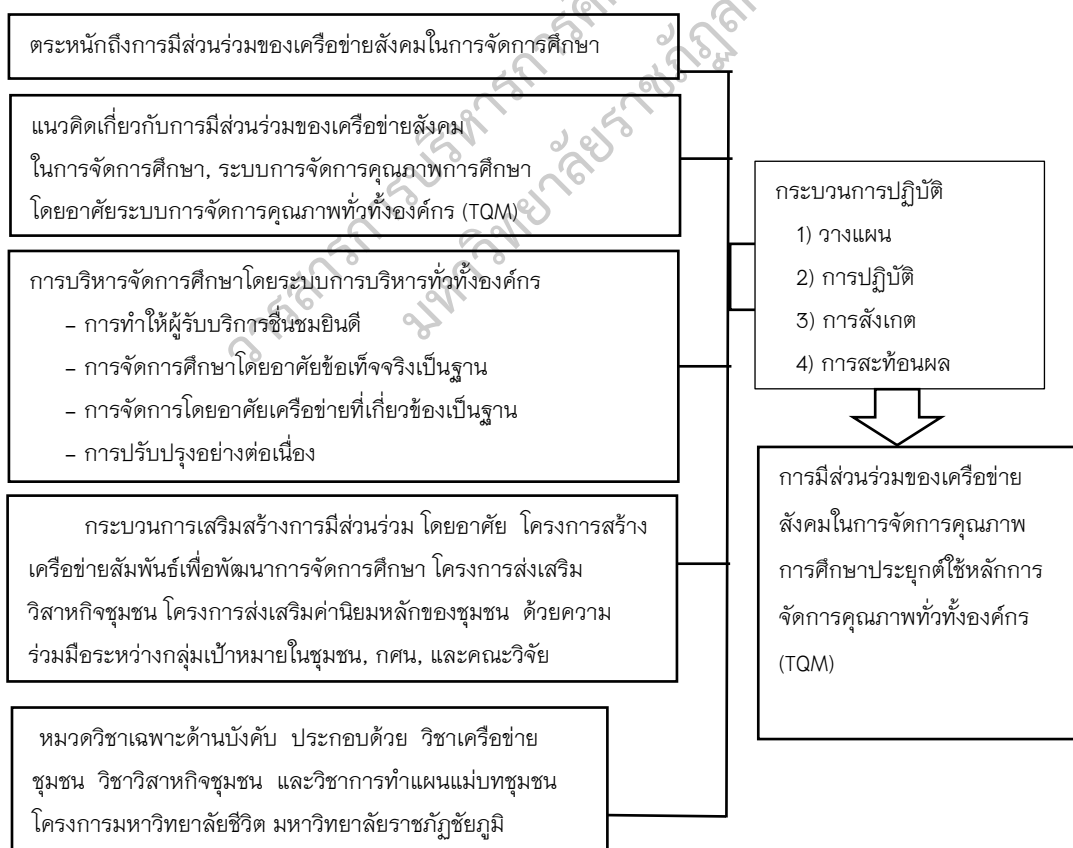 ตระหนักถึงการมีส่วนร่วมของเครือข่ายสังคมในการจัดการศึกษา
แนวคิดเกี่ยวกับการมีส่วนร่วมของเครือข่ายสังคม
ในการจัดการศึกษา, ระบบการจัดการคุณภาพการศึกษา
โดยอาศัยระบบการจัดการคุณภาพทั่วทั้งองค์กร (TQM)
การบริหารจัดการศึกษาโดยระบบการบริหารทั่วทั้งองค์กร
– การทำให้ผู้รับบริการชื่นชมยินดี
– การจัดการศึกษาโดยอาศัยข้อเท็จจริงเป็นฐาน
– การจัดการโดยอาศัยเครือข่ายที่เกี่ยวข้องเป็นฐาน
– การปรับปรุงอย่างต่อเนื่อง
กระบวนการเสริมสร้างการมีส่วนร่วม โดยอาศัย โครงการสร้าง
เครือข่ายสัมพันธ์เพื่อพัฒนาการจัดการศึกษา โครงการส่งเสริม
วิสาหกิจชุมชน โครงการส่งเสริมค่านิยมหลักของชุมชน ด้วยความ
ร่วมมือระหว่างกลุ่มเป้าหมายในชุมชน, กศน, และคณะวิจัย
หมวดวิชาเฉพาะด้านบังคับ ประกอบด้วย วิชาเครือข่าย
ชุมชน วิชาวิสาหกิจชุมชน และวิชาการทำแผนแม่บทชุมชน
โครงการมหาวิทยาลัยชีวิต มหาวิทยาลัยราชภัฏชัยภูมิ
กระบวนการปฏิบัติ
1) วางแผน
2) การปฏิบัติ
3) การสังเกต
4) การสะท้อนผล
การมีส่วนร่วมของเครือข่าย
สังคมในการจัดการคุณภาพ
การศึกษาประยุกต์ใช้หลักการ
จัดการคุณภาพทั่วทั้งองค์กร
(TQM)
วารสารการบริหารการ
มหาวิทยาลัยราชภัฏ